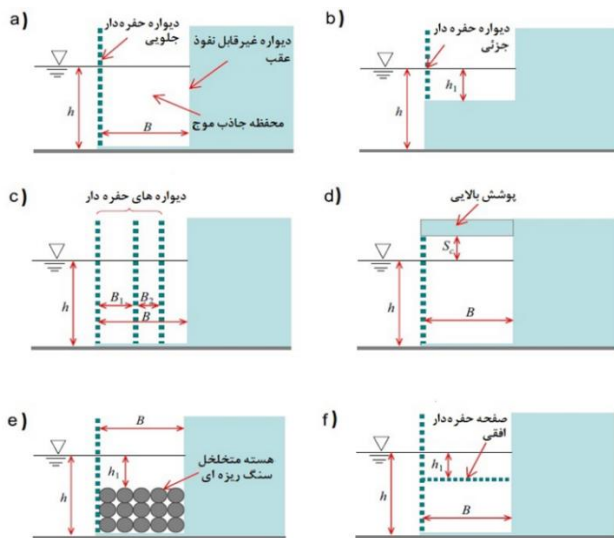 a)
دیواره حفره‌دار
جلویی
دیواره غیرقابل نفوذ
عقب
محفظه جاذب موج
h
B
b)
دیواره حفره دار
جزئی
h₁
h
c)
دیواره های حفره دار
B₁
B₂
B
h
d)
پوشش بالایی
S꜀
h
B
e)
B
هسته متخلخل
سنگ ریزه ای
h₁
h
f)
صفحه حفره‌دار
افقی
h₁
h
B